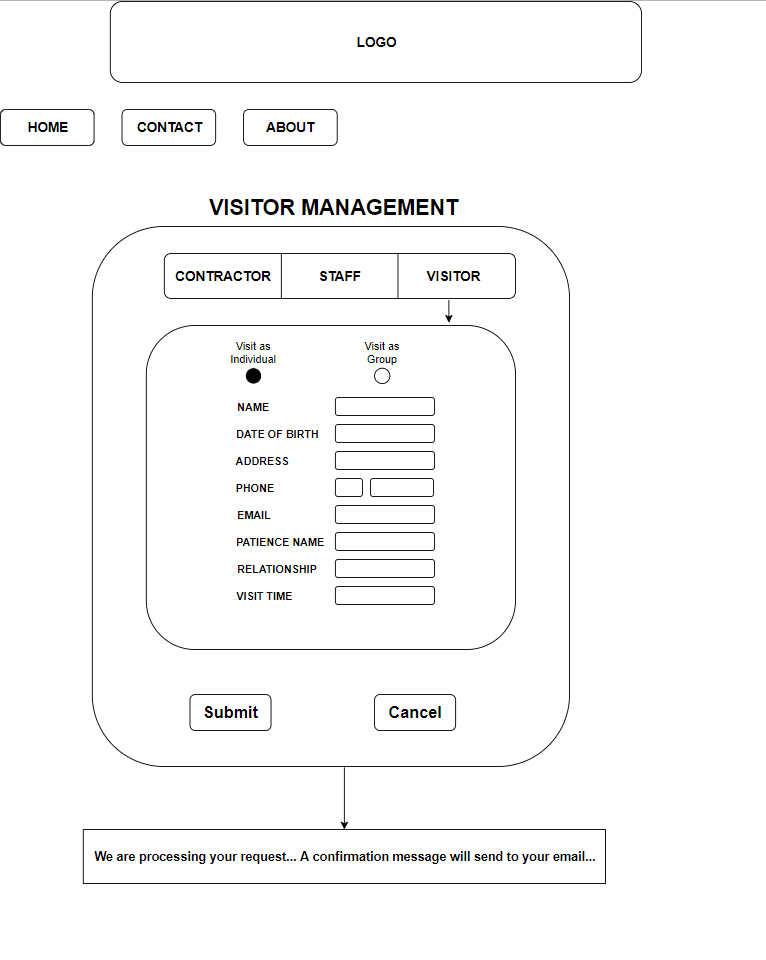 LOGO
HOME CONTACT ABOUT
VISITOR MANAGEMENT
CONTRACTOR STAFF VISITOR
Visit as Individual
Visit as Group
NAME
DATE OF BIRTH
ADDRESS
PHONE
EMAIL
PATIENCE NAME
RELATIONSHIP
VISIT TIME
Submit Cancel
We are processing your request... A confirmation message will send to your email...